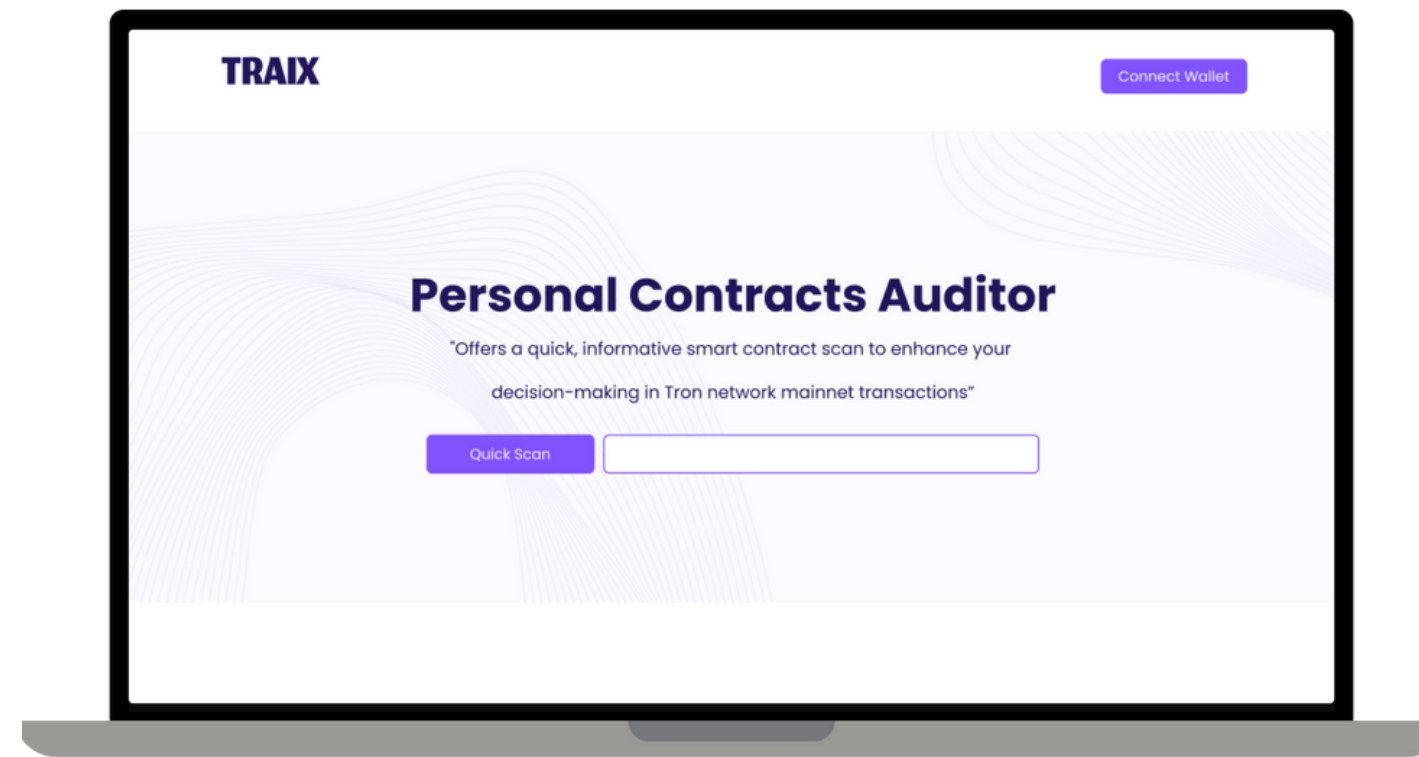 TRAIX
Connect Wallet
Personal Contracts Auditor
"Offers a quick, informative smart contract scan to enhance your
decision-making in Tron network mainnet transactions”
Quick Scan